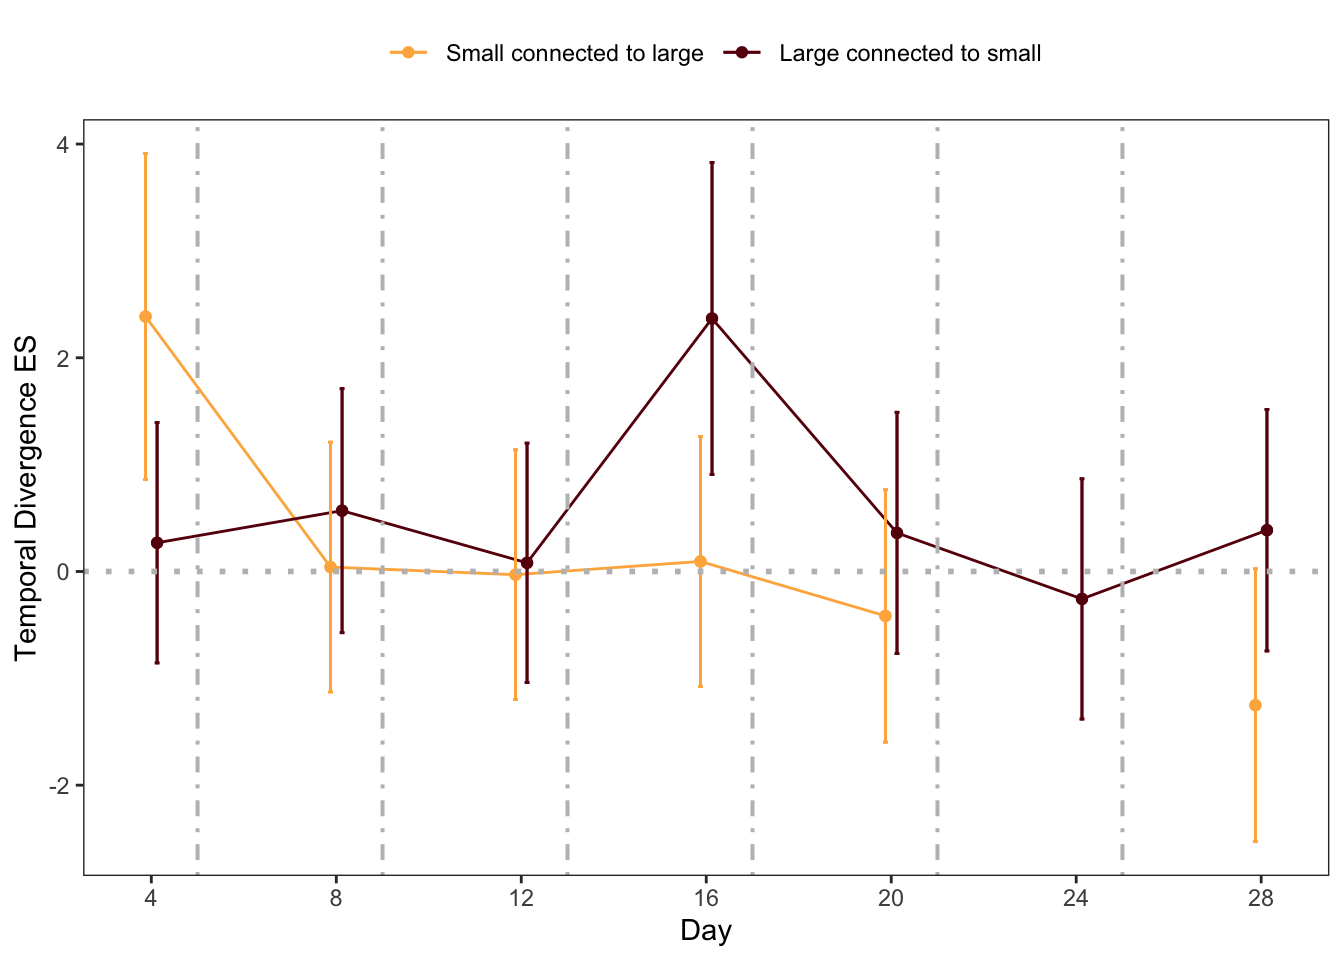 Small connected to large Large connected to small
Temporal Divergence ES
4
2
0
-2
4 8 12 16 20 24 28
Day